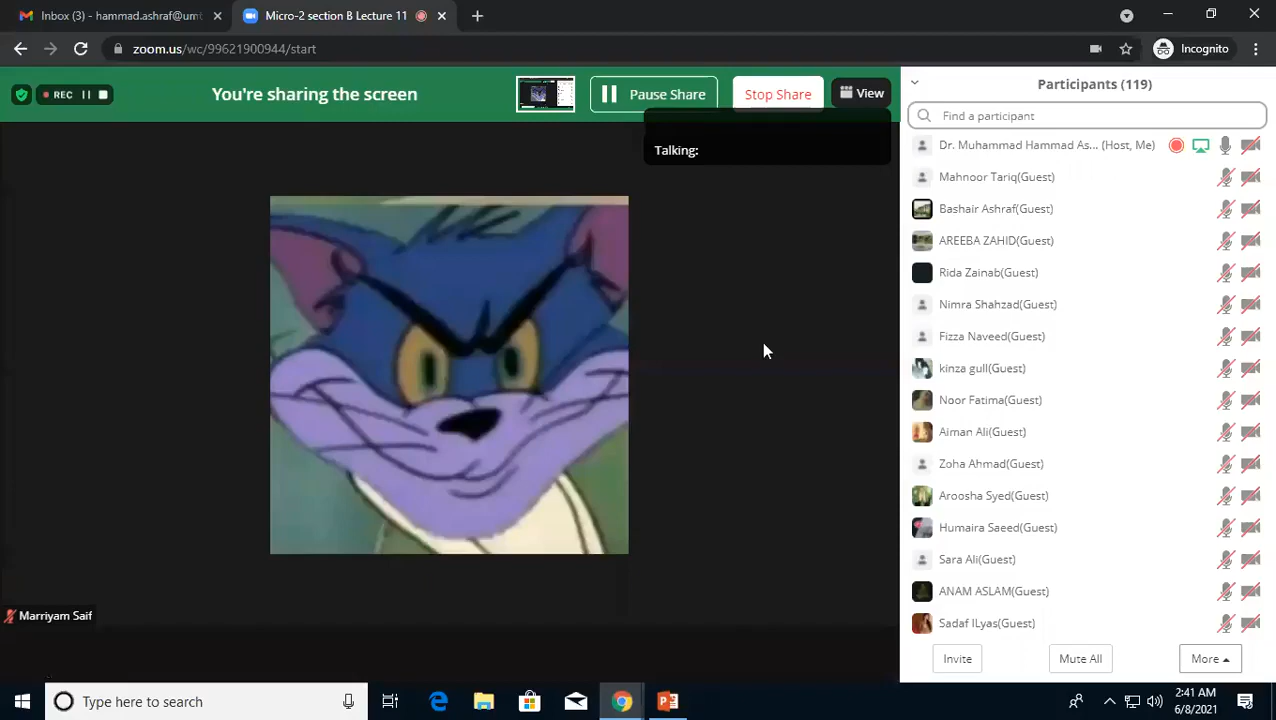 Inbox (3) - hammad.ashraf@umt
Micro-2 section B Lecture 11
zoom.us/wc/99621900944/start
Incognito
REC
You're sharing the screen
Pause Share
Stop Share
View
Talking:
Marriyam Saif
Participants (119)
Find a participant
Dr. Muhammad Hammad As... (Host, Me)
Mahnoor Tariq(Guest)
Bashair Ashraf(Guest)
AREEBA ZAHID(Guest)
Rida Zainab(Guest)
Nimra Shahzad(Guest)
Fizza Naveed(Guest)
kinza gull(Guest)
Noor Fatima(Guest)
Aiman Ali(Guest)
Zoha Ahmad(Guest)
Aroosha Syed(Guest)
Humaira Saeed(Guest)
Sara Ali(Guest)
ANAM ASLAM(Guest)
Sadaf ILyas(Guest)
Invite
Mute All
More
Type here to search
2:41 AM
6/8/2021